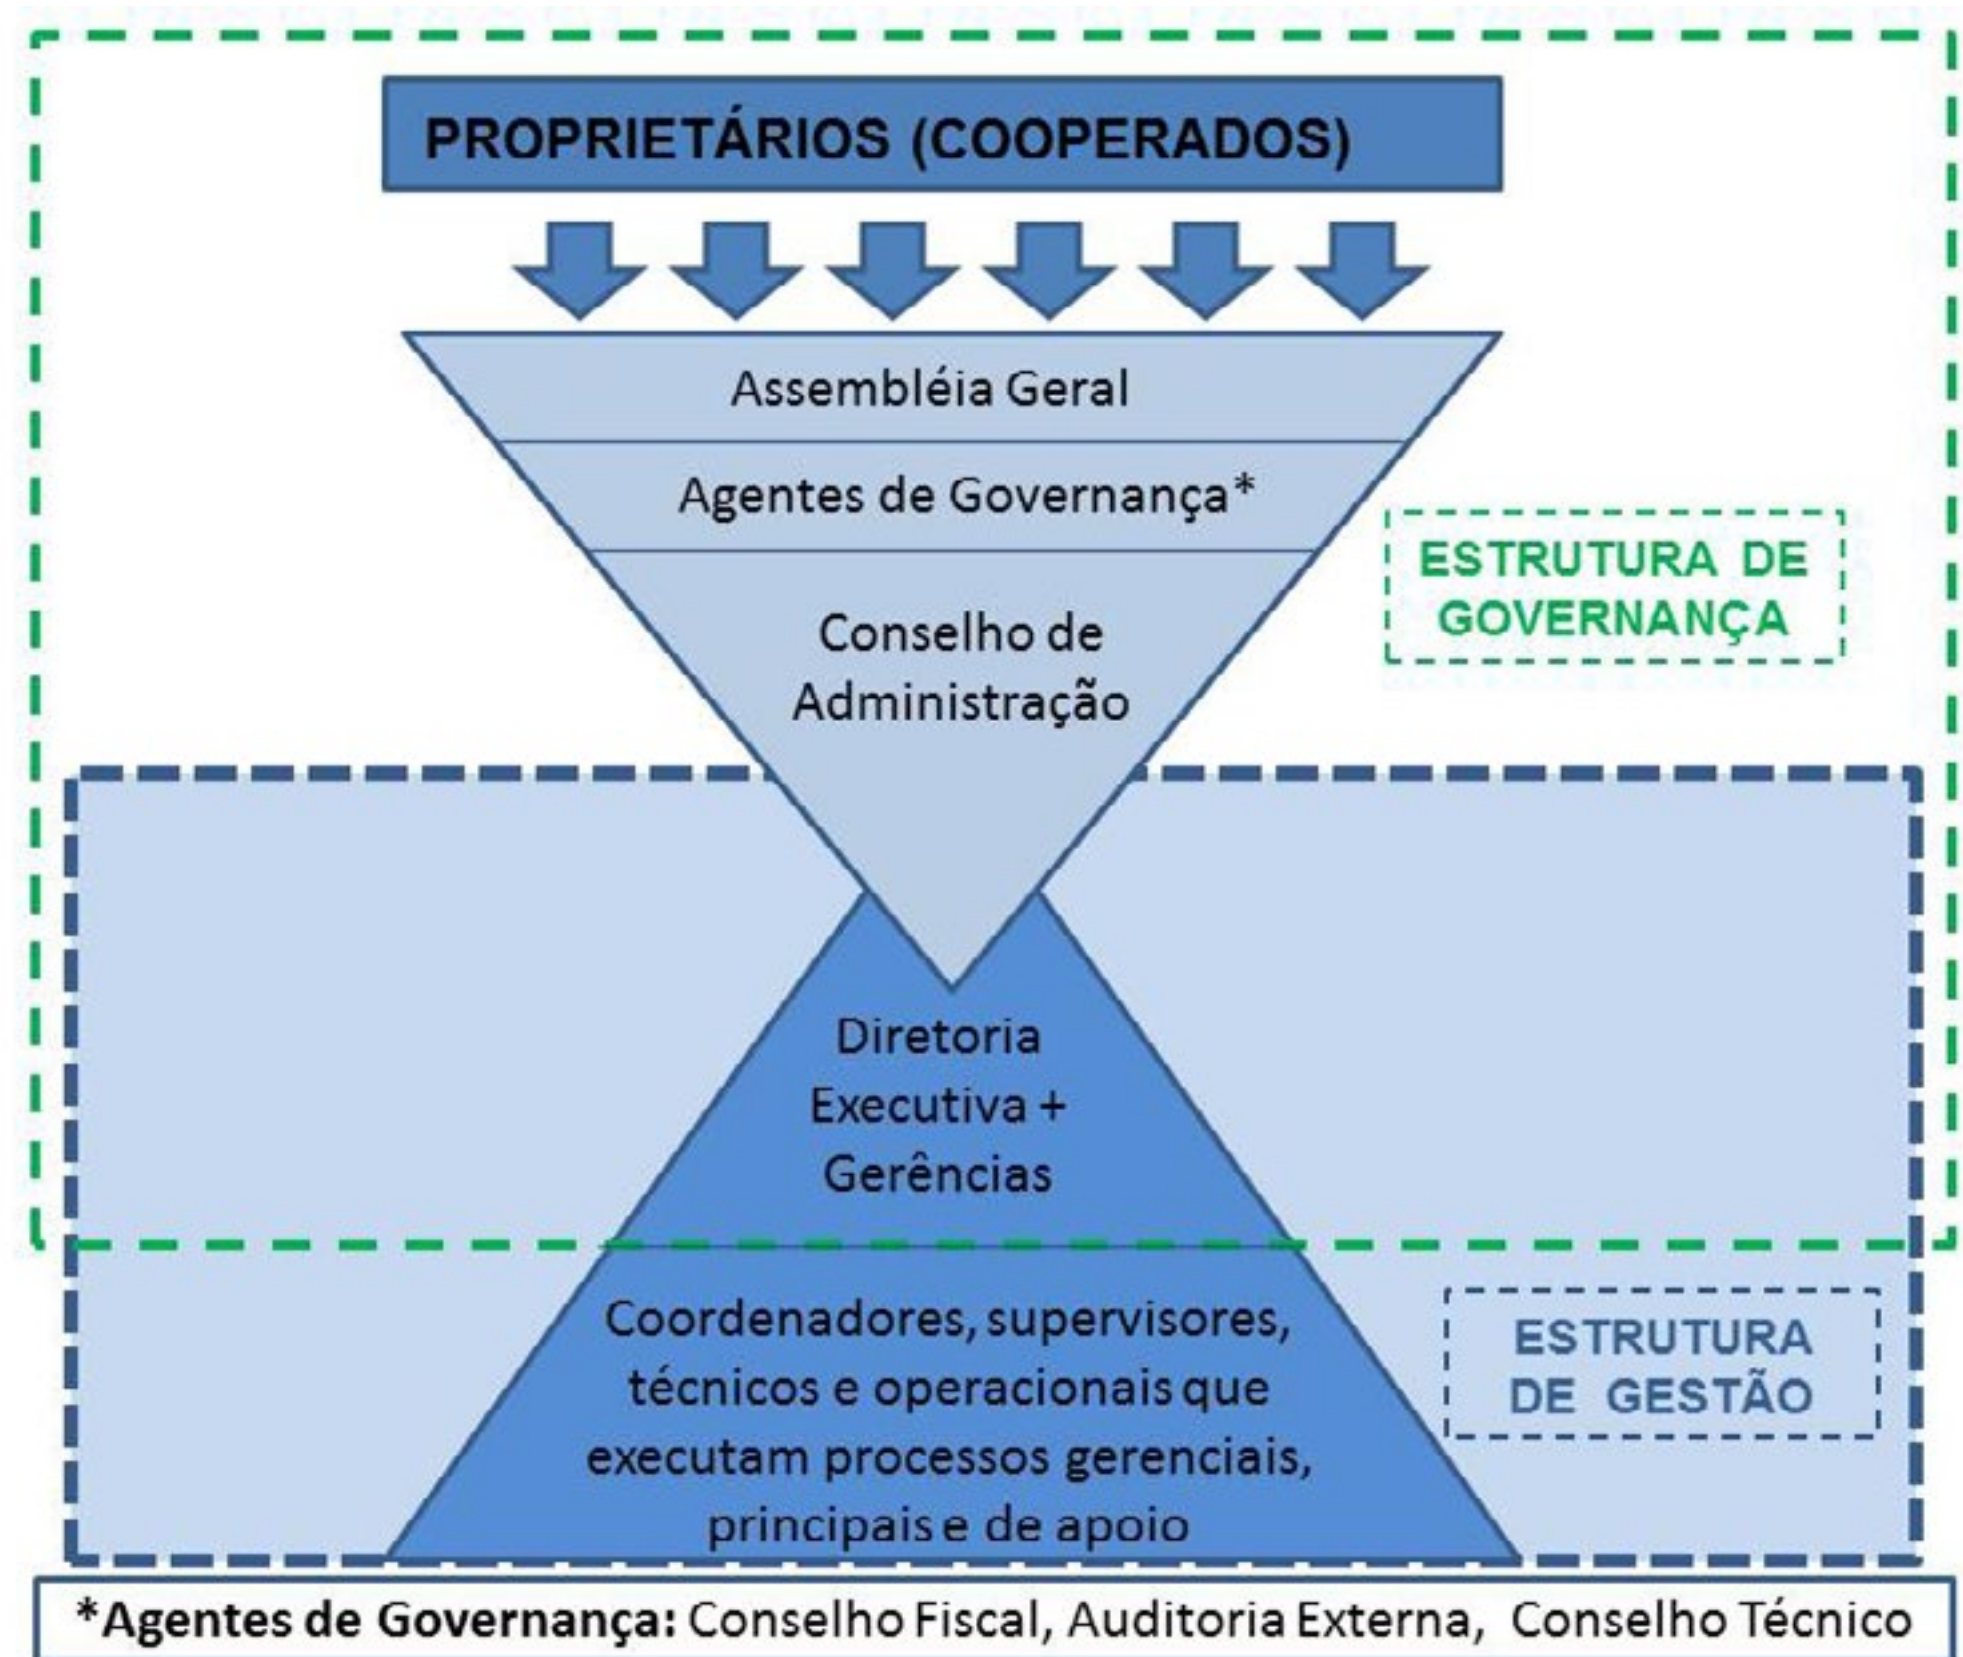 PROPRIETÁRIOS (COOPERADOS)
Assembléia Geral
Agentes de Governança*
ESTRUTURA DE
GOVERNANÇA
Conselho de
Administração
Diretoria
Executiva +
Gerências
Coordenadores, supervisores,
técnicos e operacionais que
executam processos gerenciais,
principais e de apoio
ESTRUTURA
DE GESTÃO
*Agentes de Governança: Conselho Fiscal, Auditoria Externa, Conselho Técnico